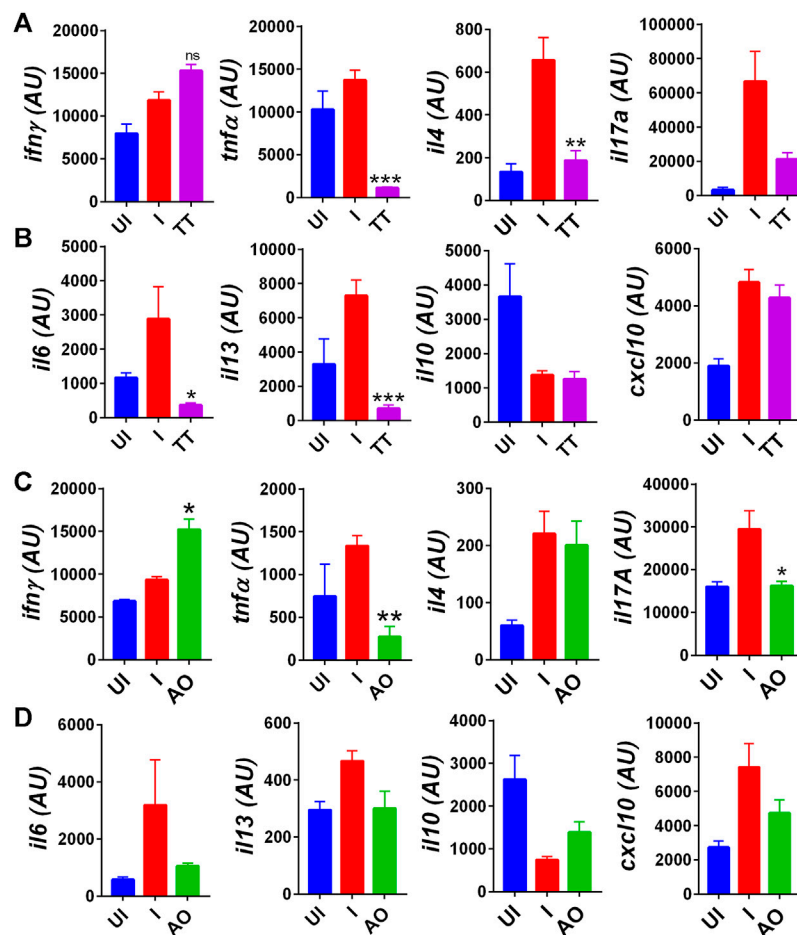 A
ifnγ (AU)
20000
15000
10000
5000
0
ns
UI
I
TT
tnfα (AU)
20000
15000
10000
5000
0
***
UI
I
TT
il4 (AU)
800
600
400
200
0
**
UI
I
TT
il17a (AU)
100000
80000
60000
40000
20000
0
UI
I
TT
B
il6 (AU)
5000
4000
3000
2000
1000
0
*
UI
I
TT
il13 (AU)
10000
8000
6000
4000
2000
0
***
UI
I
TT
il10 (AU)
5000
4000
3000
2000
1000
0
UI
I
TT
cxcl10 (AU)
6000
4000
2000
0
UI
I
TT
C
ifnγ (AU)
20000
15000
10000
5000
0
*
UI
I
AO
tnfα (AU)
2000
1500
1000
500
0
**
UI
I
AO
il4 (AU)
300
200
100
0
UI
I
AO
il17A (AU)
40000
30000
20000
10000
0
*
UI
I
AO
D
il6 (AU)
6000
4000
2000
0
UI
I
AO
il13 (AU)
600
400
200
0
UI
I
AO
il10 (AU)
4000
3000
2000
1000
0
UI
I
AO
cxcl10 (AU)
10000
8000
6000
4000
2000
0
UI
I
AO